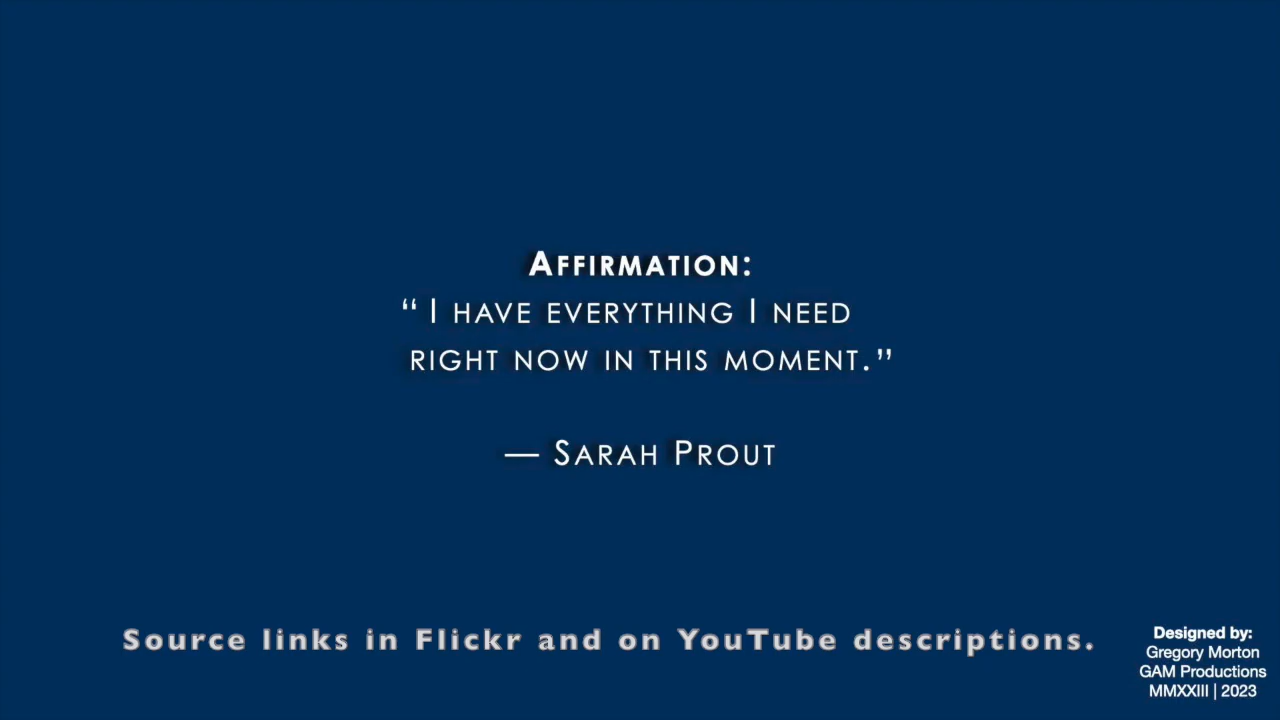 Affirmation:
“ I have everything I need
right now in this moment.”
— Sarah Prout
Source links in Flickr and on YouTube descriptions.
Designed by:
Gregory Morton
GAM Productions
MMXXIII | 2023